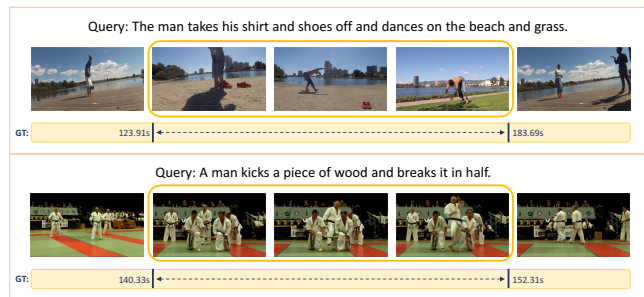 Query: The man takes his shirt and shoes off and dances on the beach and grass.
GT: 123.91s 183.69s
Query: A man kicks a piece of wood and breaks it in half.
GT: 140.33s 152.31s